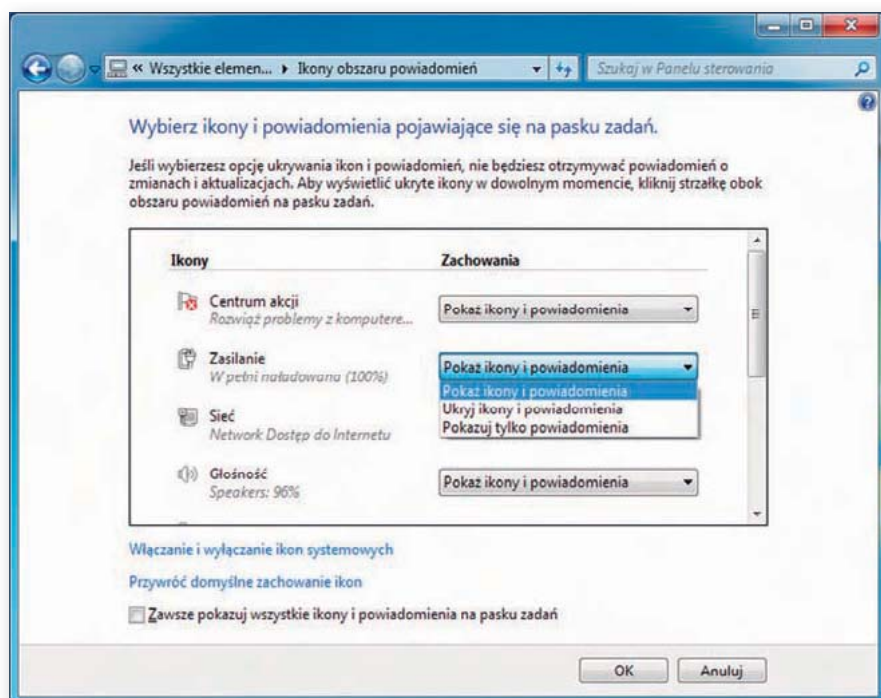 « Wszystkie elemen... ▸ Ikony obszaru powiadomień
Szukaj w Panelu sterowania
Wybierz ikony i powiadomienia pojawiające się na pasku zadań.
Jeśli wybierzesz opcję ukrywania ikon i powiadomień, nie będziesz otrzymywać powiadomień o
zmianach i aktualizacjach. Aby wyświetlić ukryte ikony w dowolnym momencie, kliknij strzałkę obok
obszaru powiadomień na pasku zadań.
Ikony Zachowania
Centrum akcji
Rozwiąż problemy z komputere...
Pokaż ikony i powiadomienia
Zasilanie
W pełni naładowana (100%)
Pokaż ikony i powiadomienia
Pokaż ikony i powiadomienia
Ukryj ikony i powiadomienia
Pokazuj tylko powiadomienia
Sieć
Network Dostęp do Internetu
Głośność
Speakers: 96%
Pokaż ikony i powiadomienia
Włączanie i wyłączanie ikon systemowych
Przywróć domyślne zachowanie ikon
Zawsze pokazuj wszystkie ikony i powiadomienia na pasku zadań
OK Anuluj